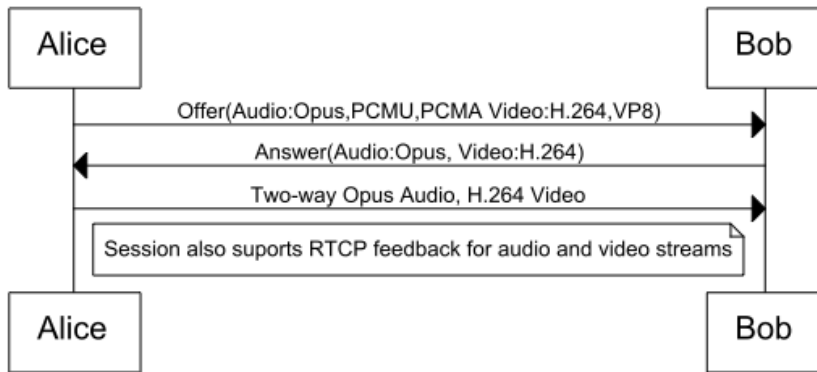 Alice
Bob
Offer(Audio:Opus,PCMU,PCMA Video:H.264,VP8)
Answer(Audio:Opus, Video:H.264)
Two-way Opus Audio, H.264 Video
Session also suports RTCP feedback for audio and video streams
Alice
Bob